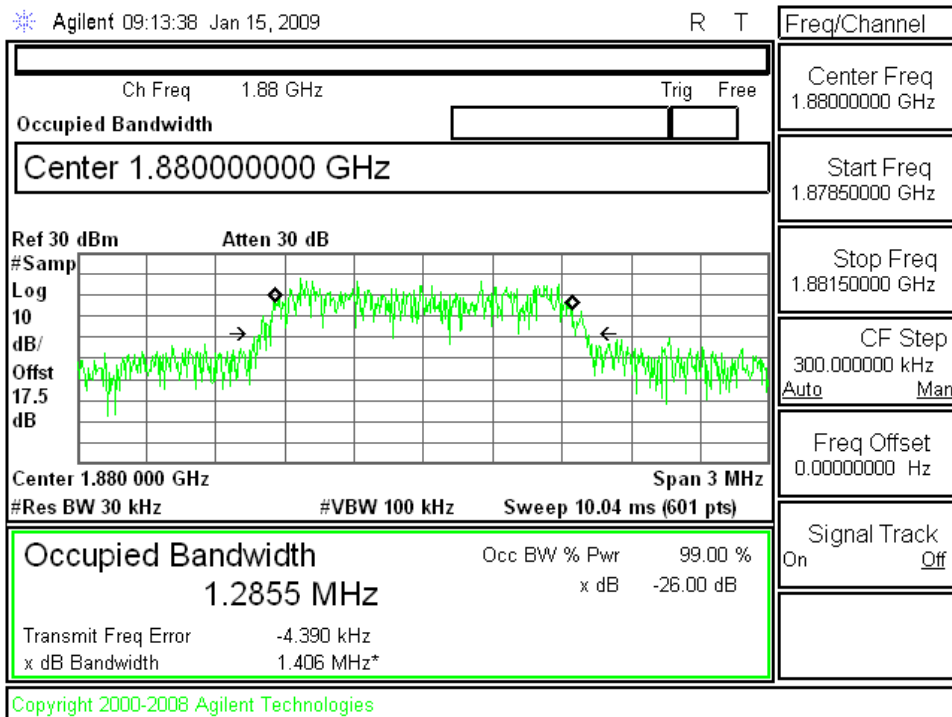 Agilent 09:13:38 Jan 15, 2009 R T
Freq/Channel
Ch Freq 1.88 GHz Trig Free
Occupied Bandwidth
Center 1.880000000 GHz
Ref 30 dBm Atten 30 dB
#Samp
Log
10
dB/
Offst
17.5
dB
Center 1.880 000 GHz Span 3 MHz
#Res BW 30 kHz #VBW 100 kHz Sweep 10.04 ms (601 pts)
Occupied Bandwidth
1.2855 MHz
Occ BW % Pwr 99.00 %
x dB -26.00 dB
Transmit Freq Error -4.390 kHz
x dB Bandwidth 1.406 MHz*
Center Freq
1.88000000 GHz
Start Freq
1.87850000 GHz
Stop Freq
1.88150000 GHz
CF Step
300.000000 kHz
Auto Man
Freq Offset
0.00000000 Hz
Signal Track
On Off
Copyright 2000-2008 Agilent Technologies